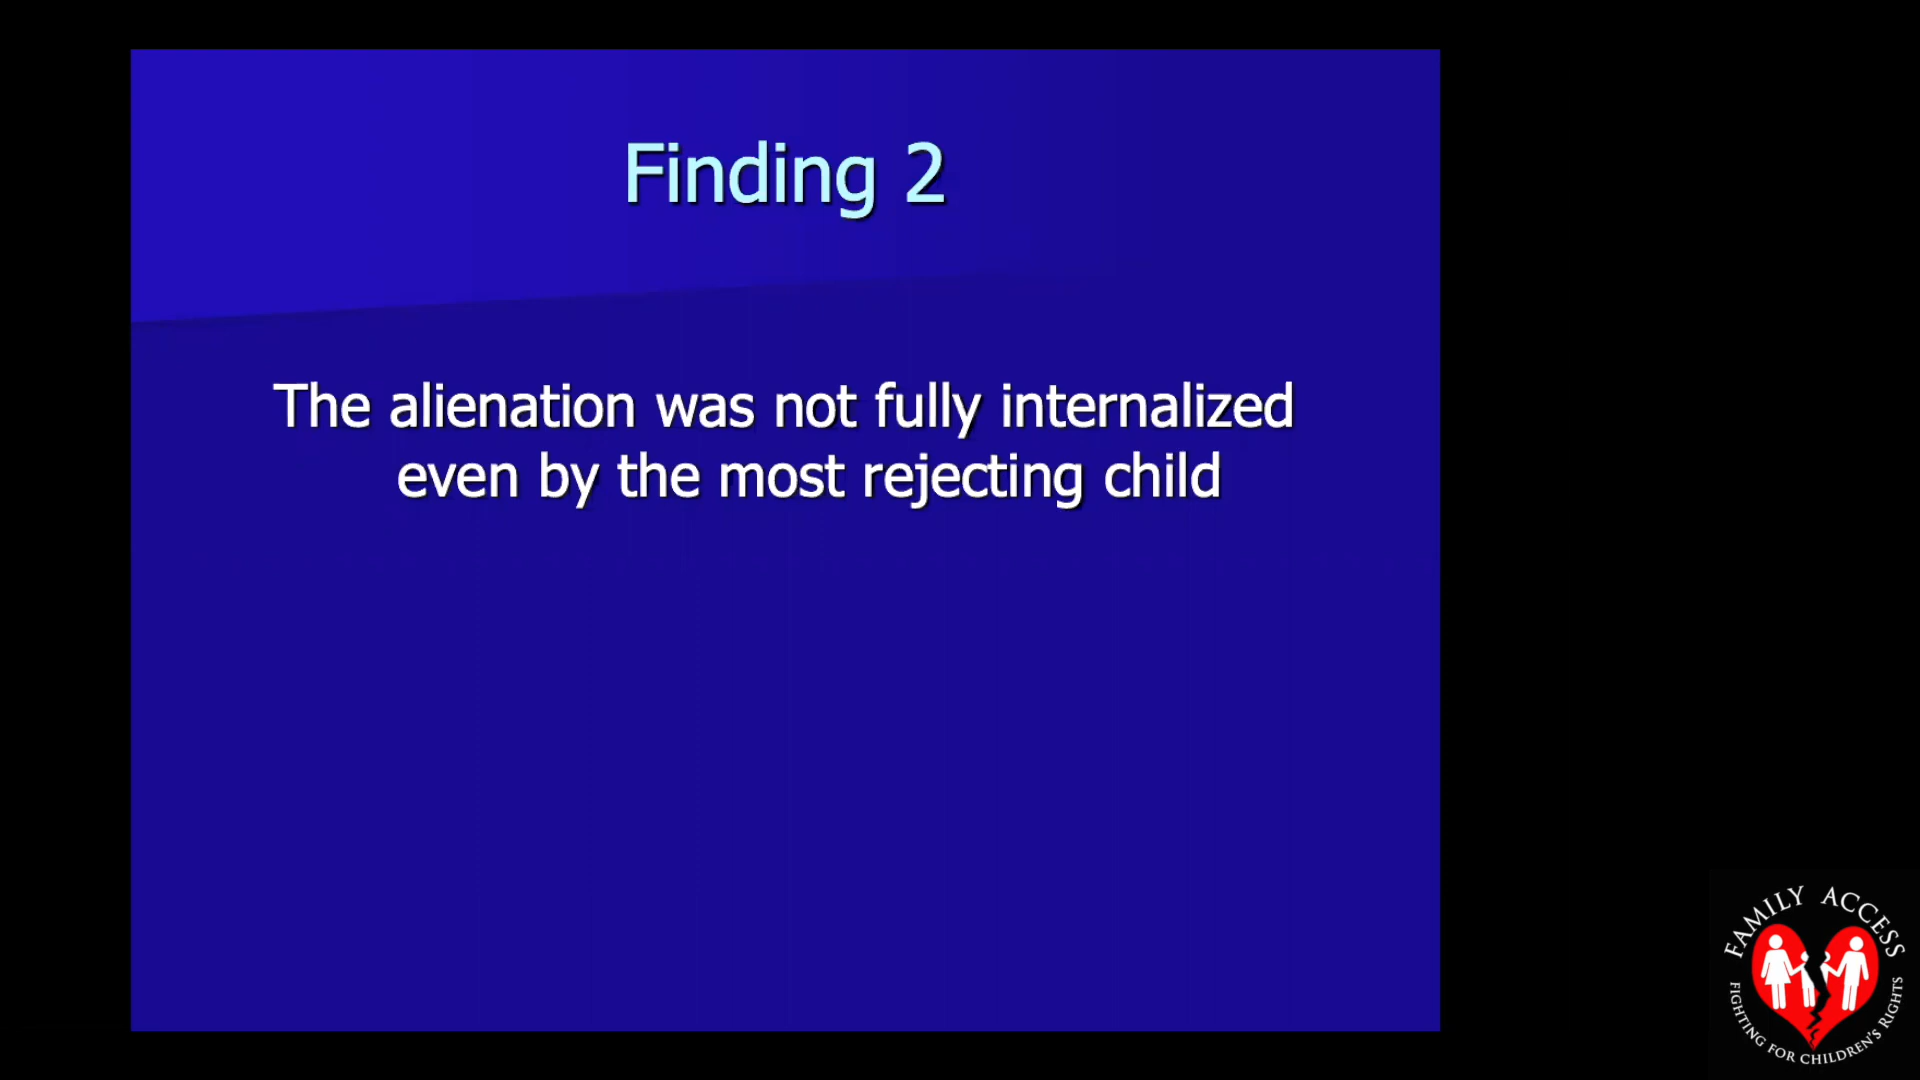 Finding 2
The alienation was not fully internalized
even by the most rejecting child
FAMILY ACCESS
FIGHTING FOR CHILDREN'S RIGHTS